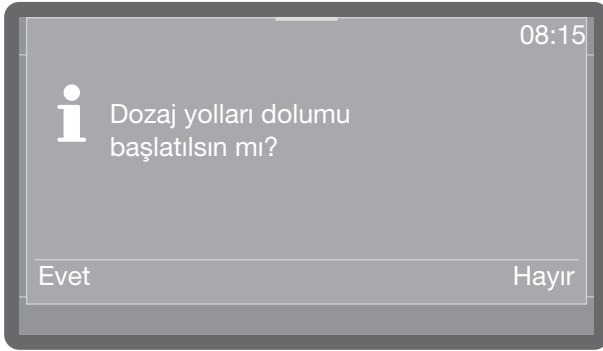 08:15
Dozaj yolları dolumu
başlatılsın mı?
Evet
Hayır